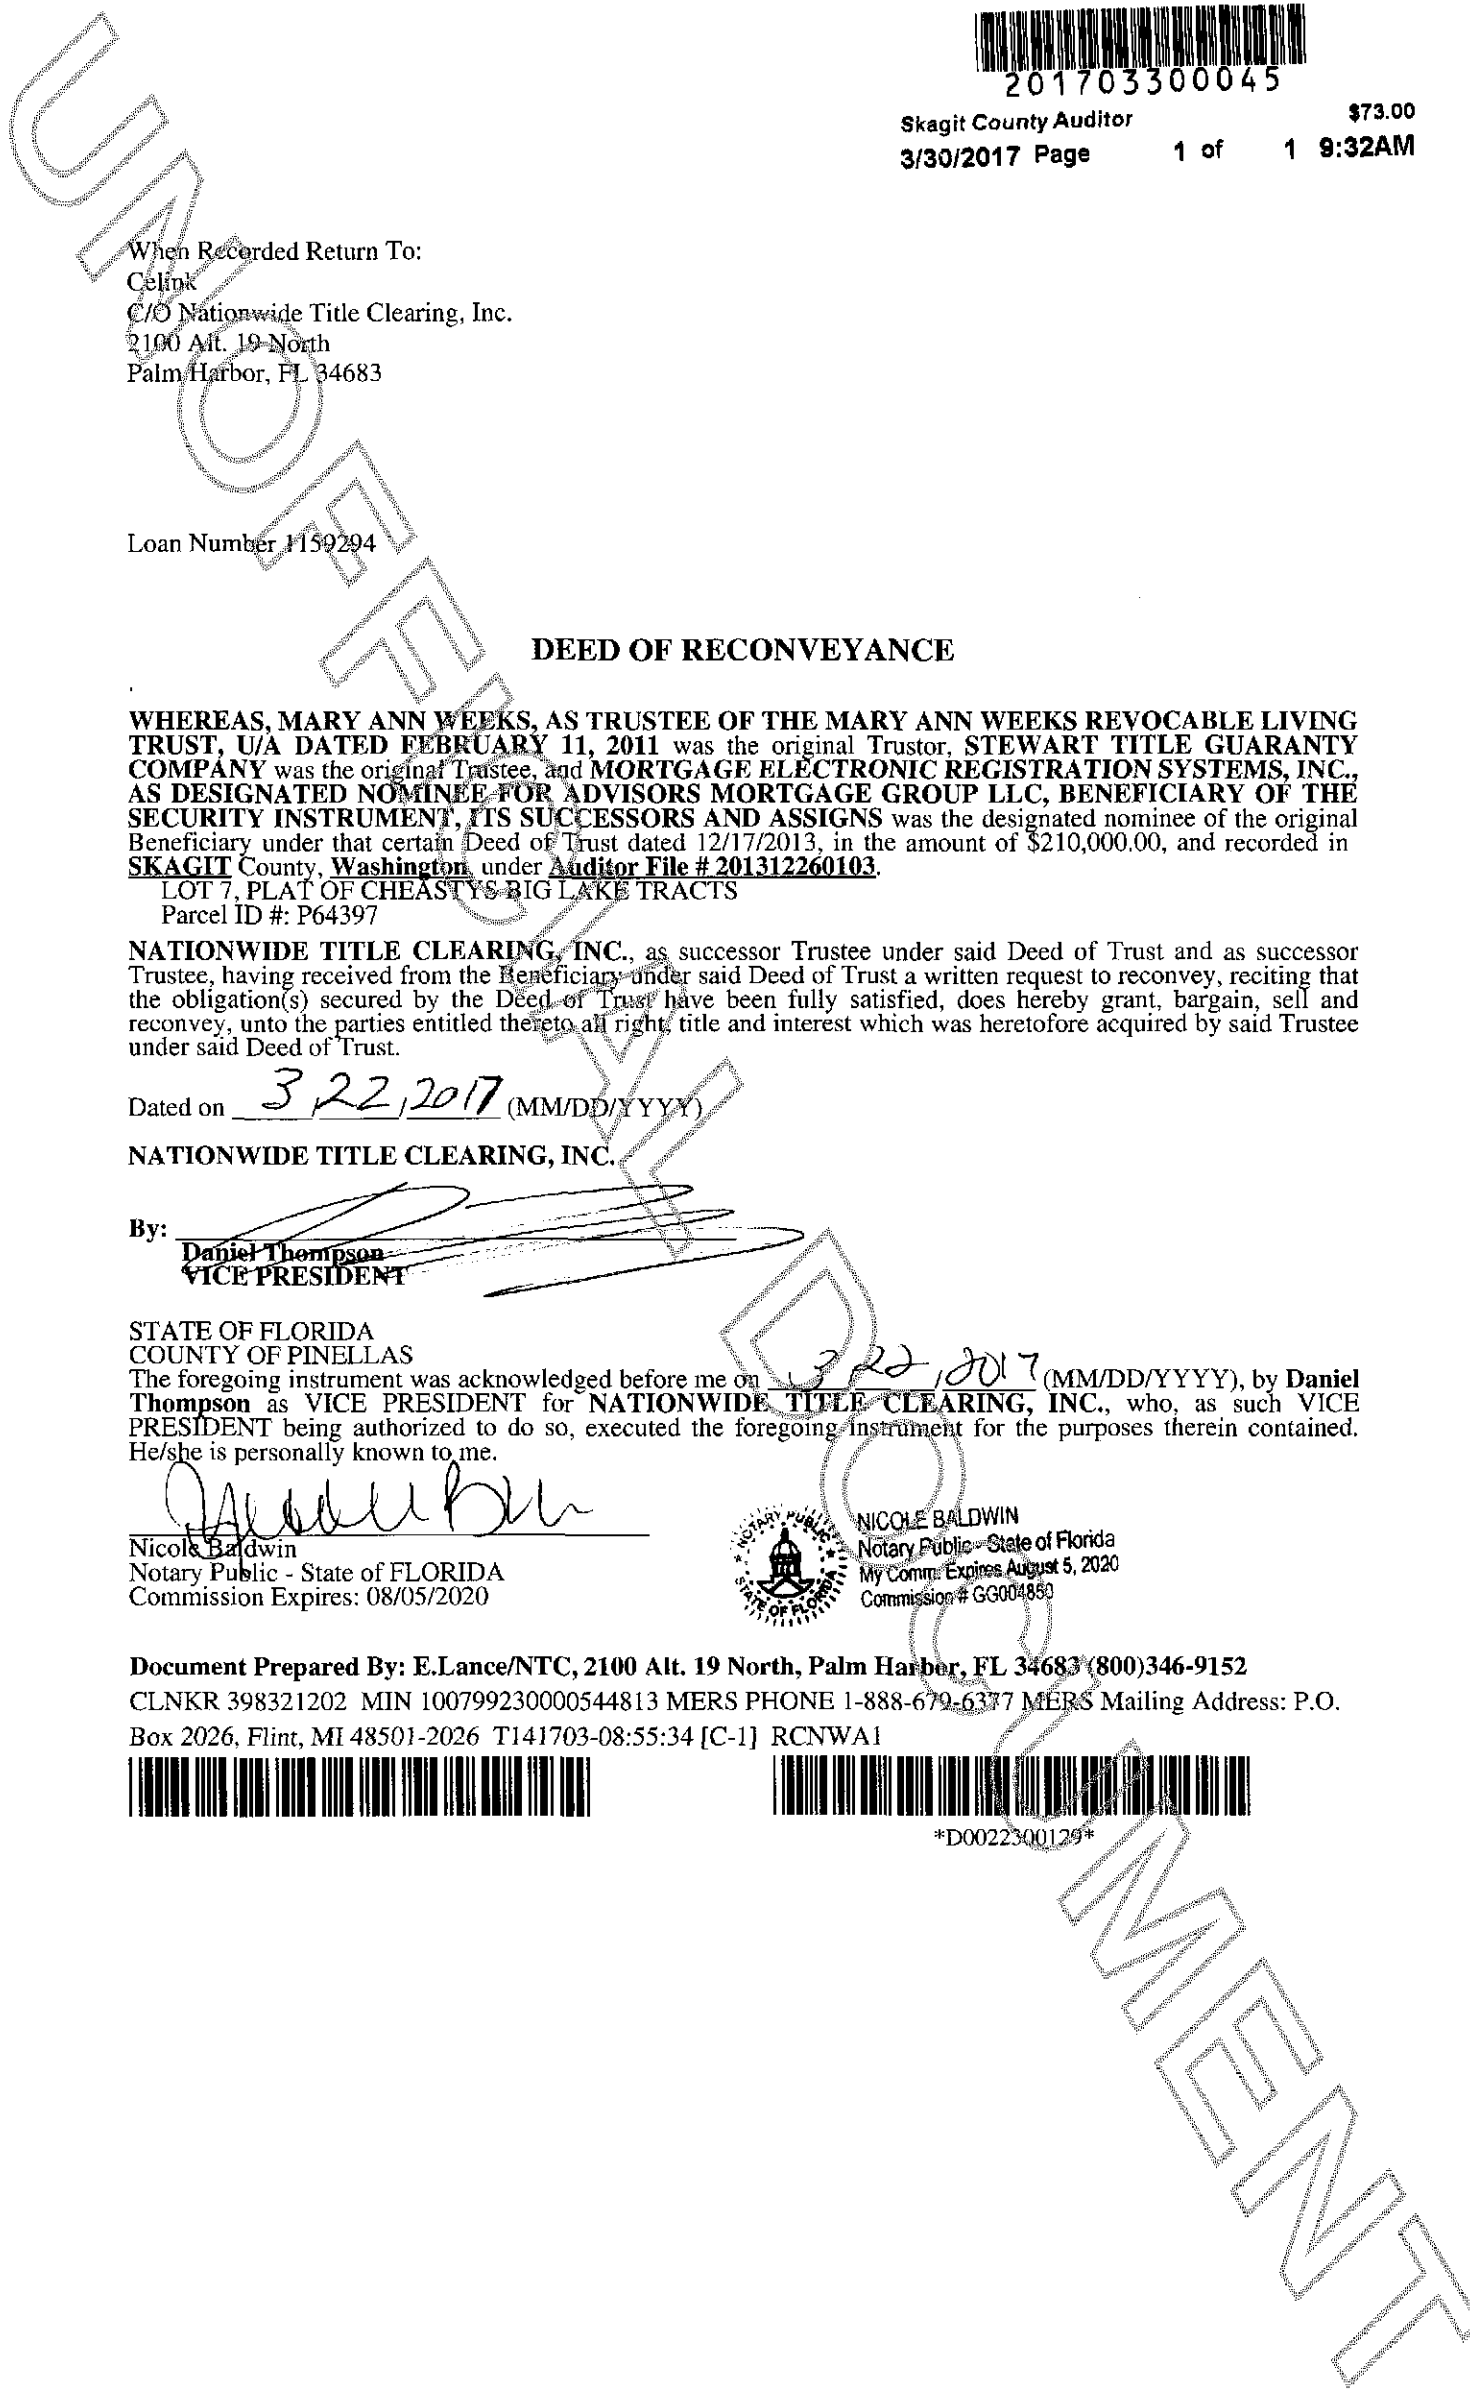 201703300045
Skagit County Auditor $73.00
3/30/2017 Page 1 of 1 9:32AM
When Recorded Return To:
Celink
C/O Nationwide Title Clearing, Inc.
2100 Alt. 19 North
Palm Harbor, FL 34683
Loan Number 1159294
DEED OF RECONVEYANCE
WHEREAS, MARY ANN WEEKS, AS TRUSTEE OF THE MARY ANN WEEKS REVOCABLE LIVING
TRUST, U/A DATED FEBRUARY 11, 2011 was the original Trustor, STEWART TITLE GUARANTY
COMPANY was the original Trustee, and MORTGAGE ELECTRONIC REGISTRATION SYSTEMS, INC.,
AS DESIGNATED NOMINEE FOR ADVISORS MORTGAGE GROUP LLC, BENEFICIARY OF THE
SECURITY INSTRUMENT, ITS SUCCESSORS AND ASSIGNS was the designated nominee of the original
Beneficiary under that certain Deed of Trust dated 12/17/2013, in the amount of $210,000.00, and recorded in
SKAGIT County, Washington, under Auditor File # 201312260103.
LOT 7, PLAT OF CHEASTYS BIG LAKE TRACTS
Parcel ID #: P64397
NATIONWIDE TITLE CLEARING, INC., as successor Trustee under said Deed of Trust and as successor
Trustee, having received from the Beneficiary under said Deed of Trust a written request to reconvey, reciting that
the obligation(s) secured by the Deed of Trust have been fully satisfied, does hereby grant, bargain, sell and
reconvey, unto the parties entitled thereto all right, title and interest which was heretofore acquired by said Trustee
under said Deed of Trust.
Dated on 3/22/2017 (MM/DD/YYYY)
NATIONWIDE TITLE CLEARING, INC.
By:
Daniel Thompson
VICE PRESIDENT
STATE OF FLORIDA
COUNTY OF PINELLAS
The foregoing instrument was acknowledged before me on 3/22/2017 (MM/DD/YYYY), by Daniel
Thompson as VICE PRESIDENT for NATIONWIDE TITLE CLEARING, INC., who, as such VICE
PRESIDENT being authorized to do so, executed the foregoing instrument for the purposes therein contained.
He/she is personally known to me.
Nicole Baldwin
Notary Public - State of FLORIDA
Commission Expires: 08/05/2020
NOTARY PUBLIC
STATE OF FLORIDA
NICOLE BALDWIN
Notary Public - State of Florida
My Comm. Expires August 5, 2020
Commission # GG004850
Document Prepared By: E.Lance/NTC, 2100 Alt. 19 North, Palm Harbor, FL 34683 (800)346-9152
CLNKR 398321202 MIN 100799230000544813 MERS PHONE 1-888-679-6377 MERS Mailing Address: P.O.
Box 2026, Flint, MI 48501-2026 T141703-08:55:34 [C-1] RCNWA1
*D0022300129*
UNOFFICIAL DOCUMENT